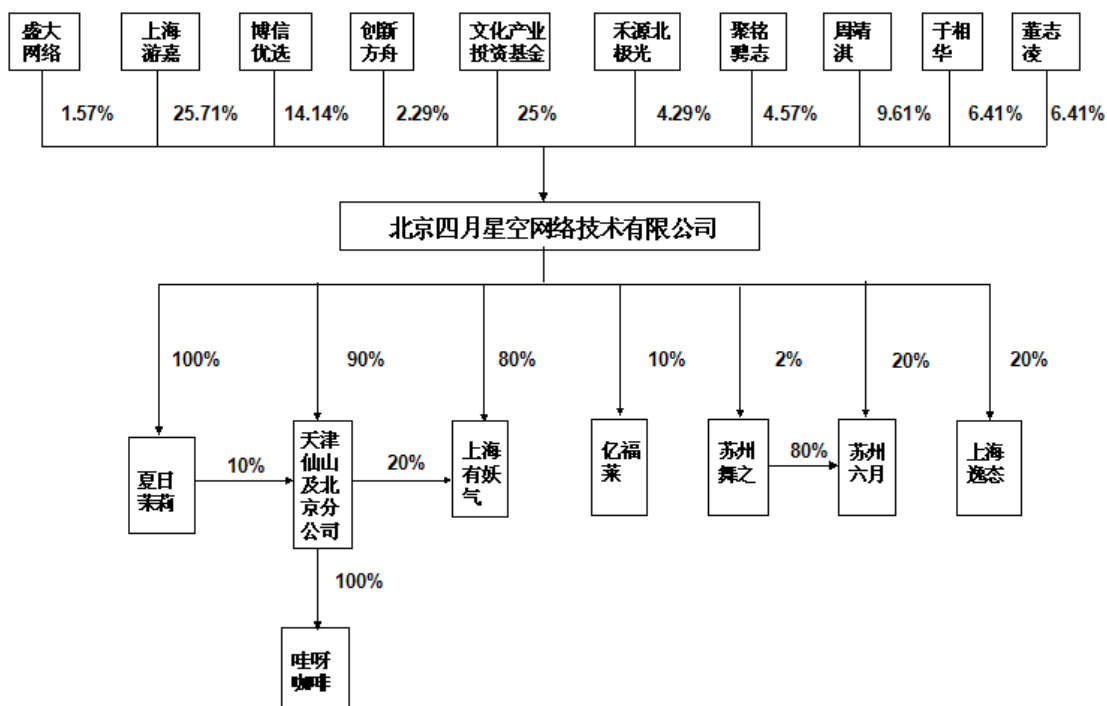 盛大
网络
上海
游嘉
博信
优选
创新
方舟
文化产业
投资基金
禾源北
极光
聚铭
骋志
周靖
淇
于相
华
董志
凌
1.57%
25.71%
14.14%
2.29%
25%
4.29%
4.57%
9.61%
6.41%
6.41%
北京四月星空网络技术有限公司
100%
90%
80%
10%
2%
20%
20%
夏日
茉莉
10%
天津
仙山
及北
京分
公司
20%
上海
有妖
气
亿福
莱
苏州
舞之
80%
苏州
六月
上海
逸态
100%
哇呀
咖啡